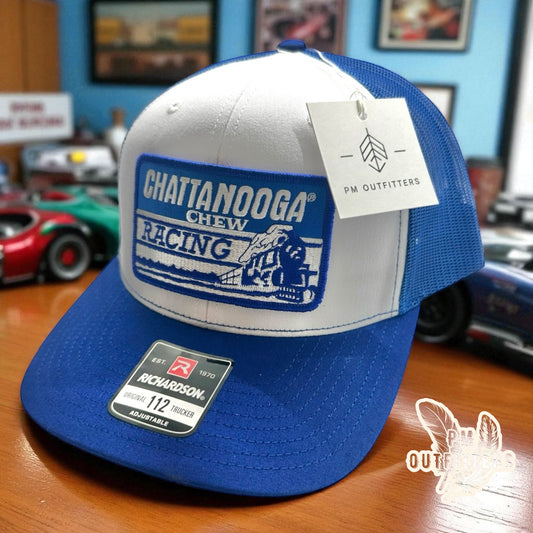 PM OUTFITTERS
CHATTANOOGA®
CHEW
RACING
EST. R 1970
RICHARDSON®
ORIGINAL 112 TRUCKER
ADJUSTABLE
PM
OUTFITTERS